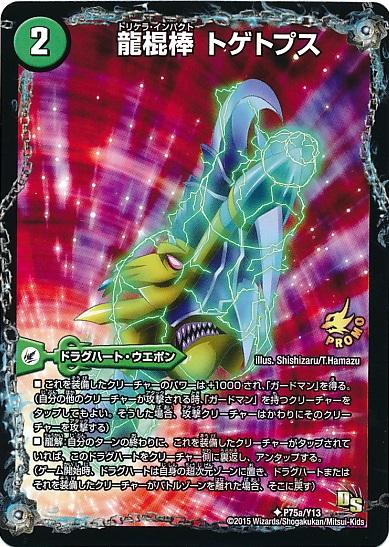 2
ドリケラ・インパクト
龍棍棒 トゲトプス
PROMO
ドラグハート・ウエポン
illus. Shishizaru/T.Hamazu
■ これを装備したクリーチャーのパワーは+1000され、「ガードマン」を得る。
(自分の他のクリーチャーが攻撃される時、「ガードマン」を持つクリーチャーを
タップしてもよい。そうした場合、攻撃クリーチャーはかわりにそのクリー
チャーを攻撃する)
■ 龍解:自分のターンの終わりに、これを装備したクリーチャーがタップされて
いれば、このドラグハートをクリーチャー側に裏返し、アンタップする。
(ゲーム開始時、ドラグハートは自身の超次元ゾーンに置き、ドラグハートまたは
それを装備したクリーチャーがバトルゾーンを離れた場合、そこに戻す)
DS
P75a/Y13
©2015 Wizards/Shogakukan/Mitsui-Kids